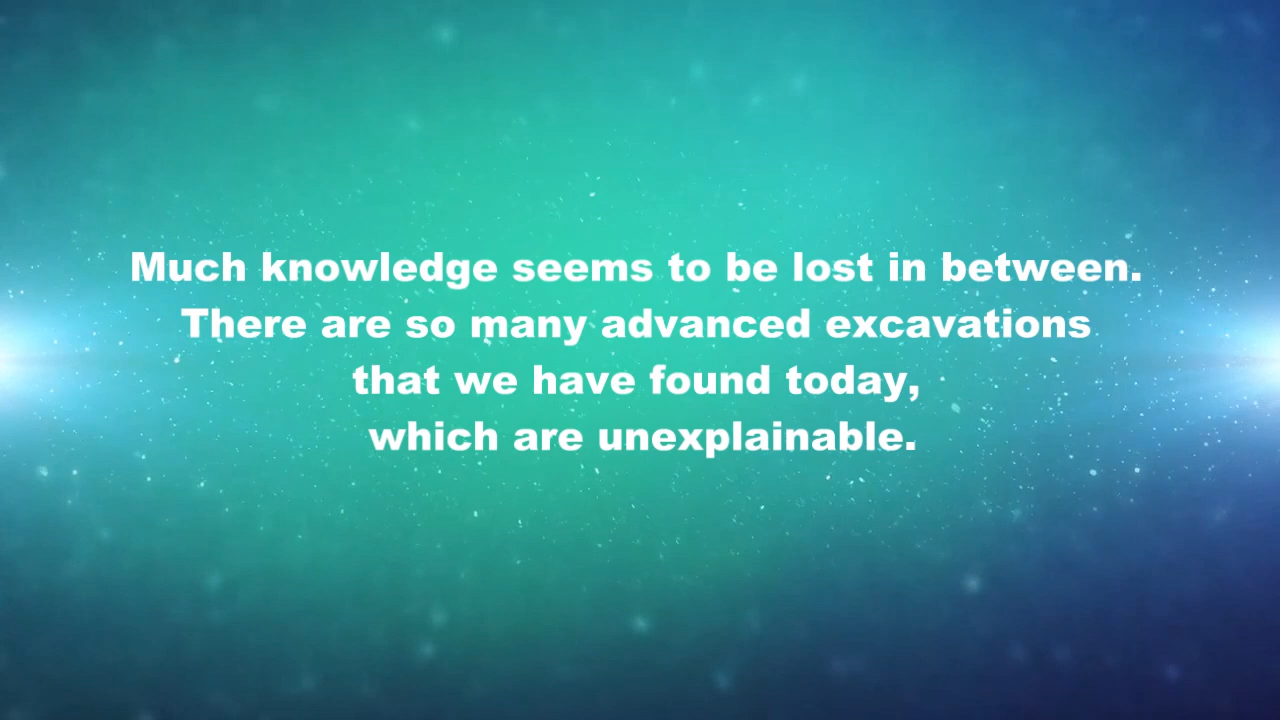 Much knowledge seems to be lost in between.
There are so many advanced excavations
that we have found today,
which are unexplainable.